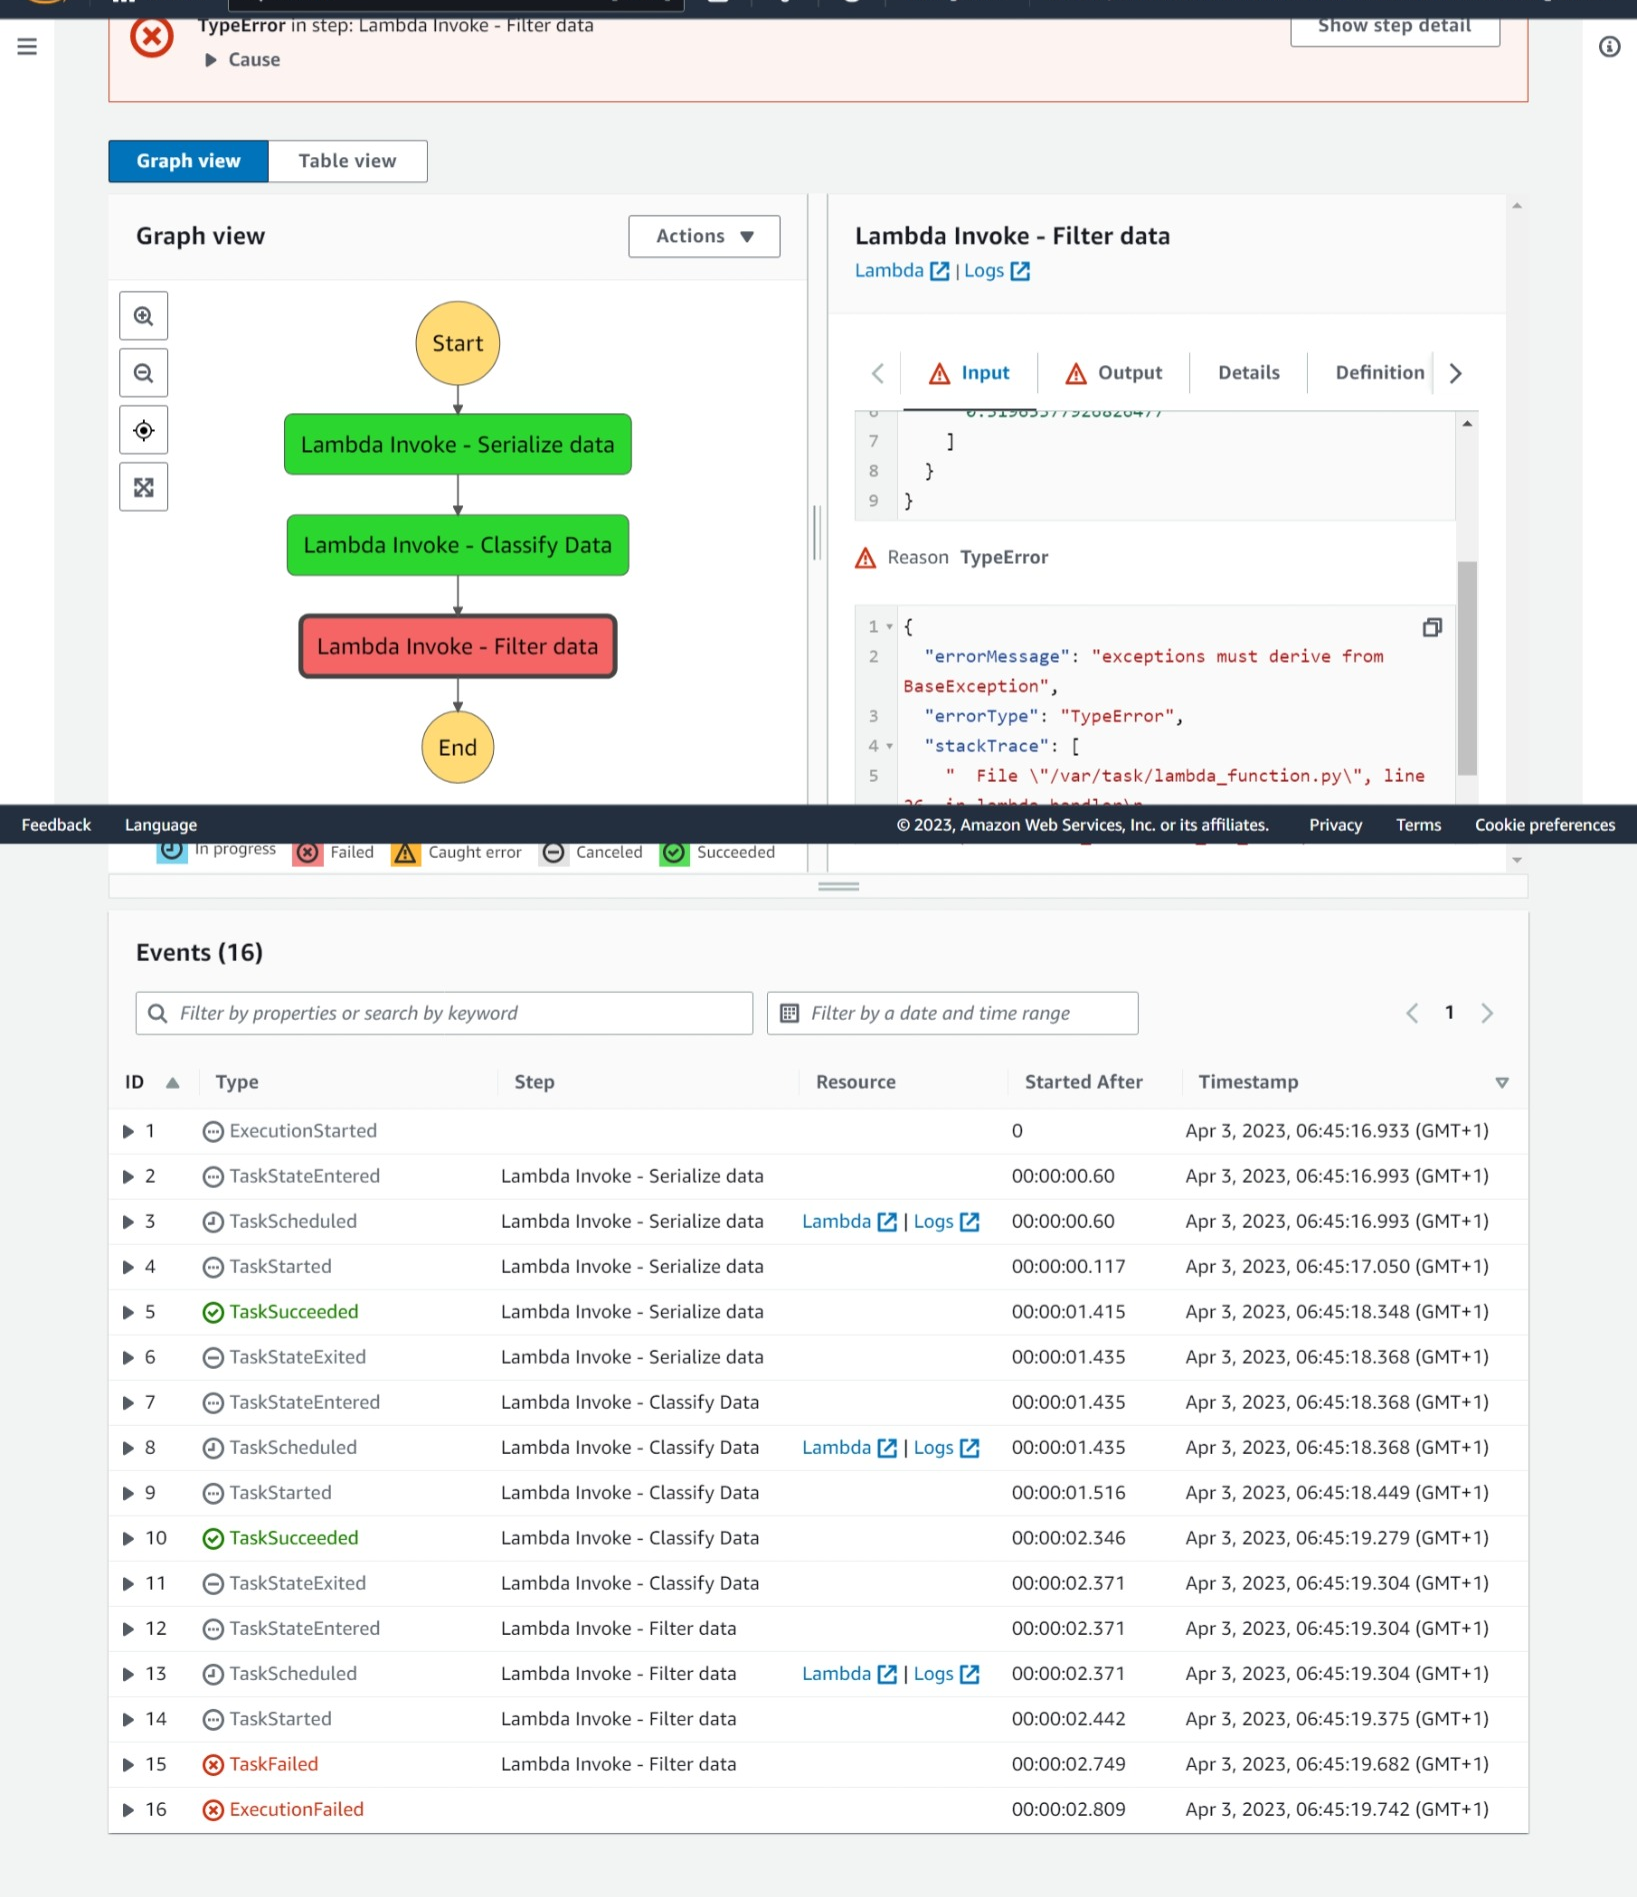 TypeError in step: Lambda Invoke - Filter data
Show step detail
Cause
Graph view
Table view
Graph view
Actions
Start
Lambda Invoke - Serialize data
Lambda Invoke - Classify Data
Lambda Invoke - Filter data
End
Lambda Invoke - Filter data
Lambda | Logs
Input
Output
Details
Definition
7 ]
8 }
9 }
Reason TypeError
1 {
2 "errorMessage": "exceptions must derive from
BaseException",
3 "errorType": "TypeError",
4 "stackTrace": [
5 " File \"/var/task/lambda_function.py\", line
Feedback Language
© 2023, Amazon Web Services, Inc. or its affiliates. Privacy Terms Cookie preferences
In progress Failed Caught error Canceled Succeeded
Events (16)
Filter by properties or search by keyword
Filter by a date and time range
1
ID Type Step Resource Started After Timestamp
1 ExecutionStarted 0 Apr 3, 2023, 06:45:16.933 (GMT+1)
2 TaskStateEntered Lambda Invoke - Serialize data 00:00:00.60 Apr 3, 2023, 06:45:16.993 (GMT+1)
3 TaskScheduled Lambda Invoke - Serialize data Lambda | Logs 00:00:00.60 Apr 3, 2023, 06:45:16.993 (GMT+1)
4 TaskStarted Lambda Invoke - Serialize data 00:00:00.117 Apr 3, 2023, 06:45:17.050 (GMT+1)
5 TaskSucceeded Lambda Invoke - Serialize data 00:00:01.415 Apr 3, 2023, 06:45:18.348 (GMT+1)
6 TaskStateExited Lambda Invoke - Serialize data 00:00:01.435 Apr 3, 2023, 06:45:18.368 (GMT+1)
7 TaskStateEntered Lambda Invoke - Classify Data 00:00:01.435 Apr 3, 2023, 06:45:18.368 (GMT+1)
8 TaskScheduled Lambda Invoke - Classify Data Lambda | Logs 00:00:01.435 Apr 3, 2023, 06:45:18.368 (GMT+1)
9 TaskStarted Lambda Invoke - Classify Data 00:00:01.516 Apr 3, 2023, 06:45:18.449 (GMT+1)
10 TaskSucceeded Lambda Invoke - Classify Data 00:00:02.346 Apr 3, 2023, 06:45:19.279 (GMT+1)
11 TaskStateExited Lambda Invoke - Classify Data 00:00:02.371 Apr 3, 2023, 06:45:19.304 (GMT+1)
12 TaskStateEntered Lambda Invoke - Filter data 00:00:02.371 Apr 3, 2023, 06:45:19.304 (GMT+1)
13 TaskScheduled Lambda Invoke - Filter data Lambda | Logs 00:00:02.371 Apr 3, 2023, 06:45:19.304 (GMT+1)
14 TaskStarted Lambda Invoke - Filter data 00:00:02.442 Apr 3, 2023, 06:45:19.375 (GMT+1)
15 TaskFailed Lambda Invoke - Filter data 00:00:02.749 Apr 3, 2023, 06:45:19.682 (GMT+1)
16 ExecutionFailed 00:00:02.809 Apr 3, 2023, 06:45:19.742 (GMT+1)